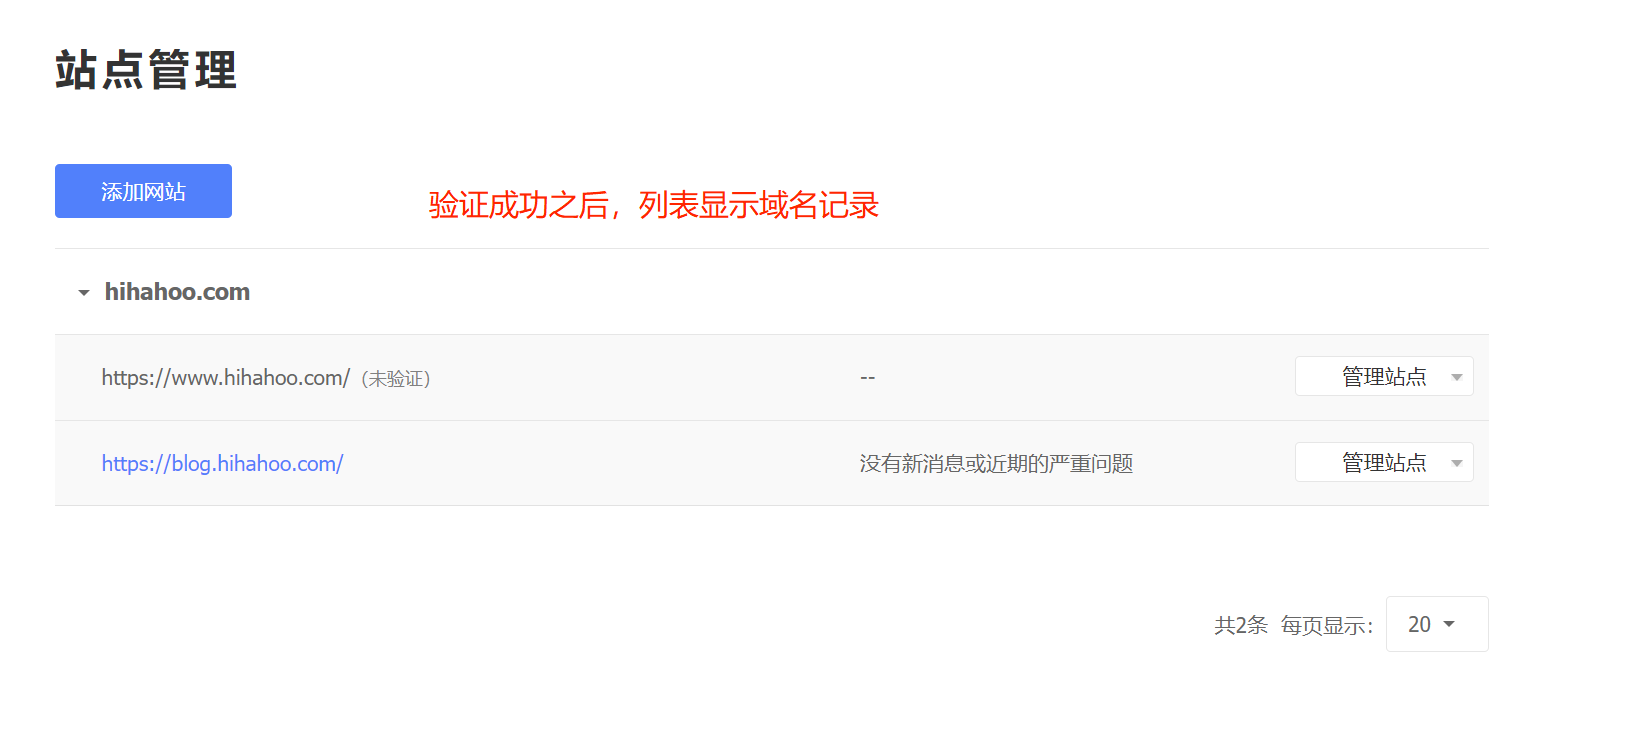 站点管理
添加网站
验证成功之后，列表显示域名记录
hihahoo.com
https://www.hihahoo.com/（未验证） -- 管理站点
https://blog.hihahoo.com/ 没有新消息或近期的严重问题 管理站点
共2条 每页显示： 20